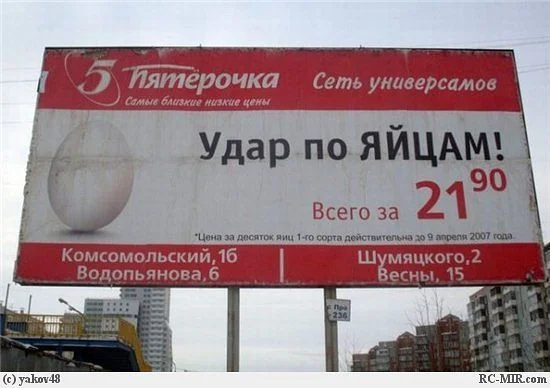 5 Пятёрочка
Сеть универсамов
Самые близкие низкие цены
Удар по ЯЙЦАМ!
Всего за 21 90
*Цена за десяток яиц 1-го сорта действительна до 9 апреля 2007 года
Комсомольский,1б
Водопьянова,6
Шумяцкого,2
Весны, 15
г. Про
236
(c) yakov48
RC-MIR.com